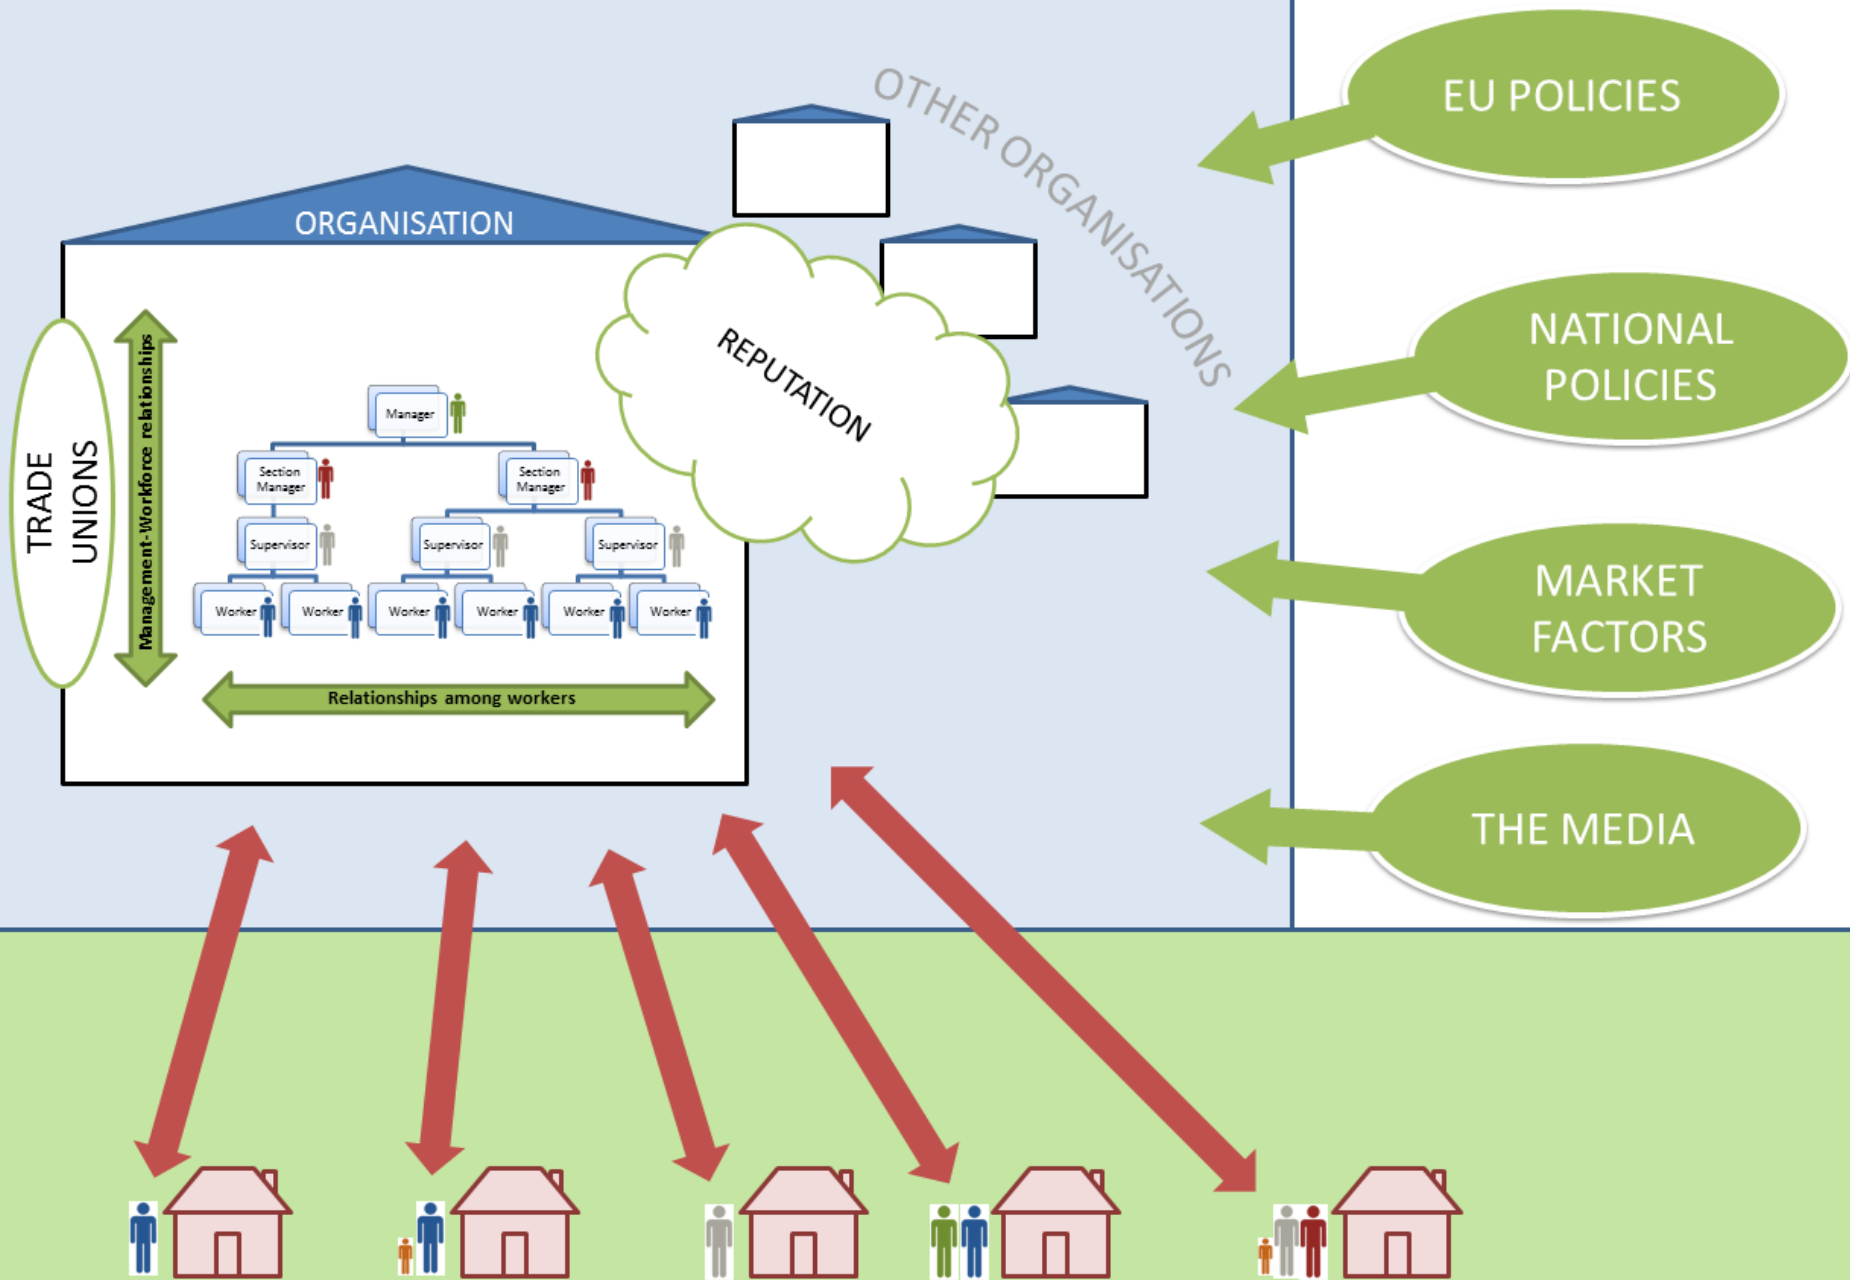 EU POLICIES
OTHER ORGANISATIONS
ORGANISATION
NATIONAL
POLICIES
REPUTATION
TRADE
UNIONS
Management-Workforce relationships
Manager
Section
Manager
Section
Manager
Supervisor
Supervisor
Supervisor
Worker
Worker
Worker
Worker
Worker
Worker
MARKET
FACTORS
Relationships among workers
THE MEDIA